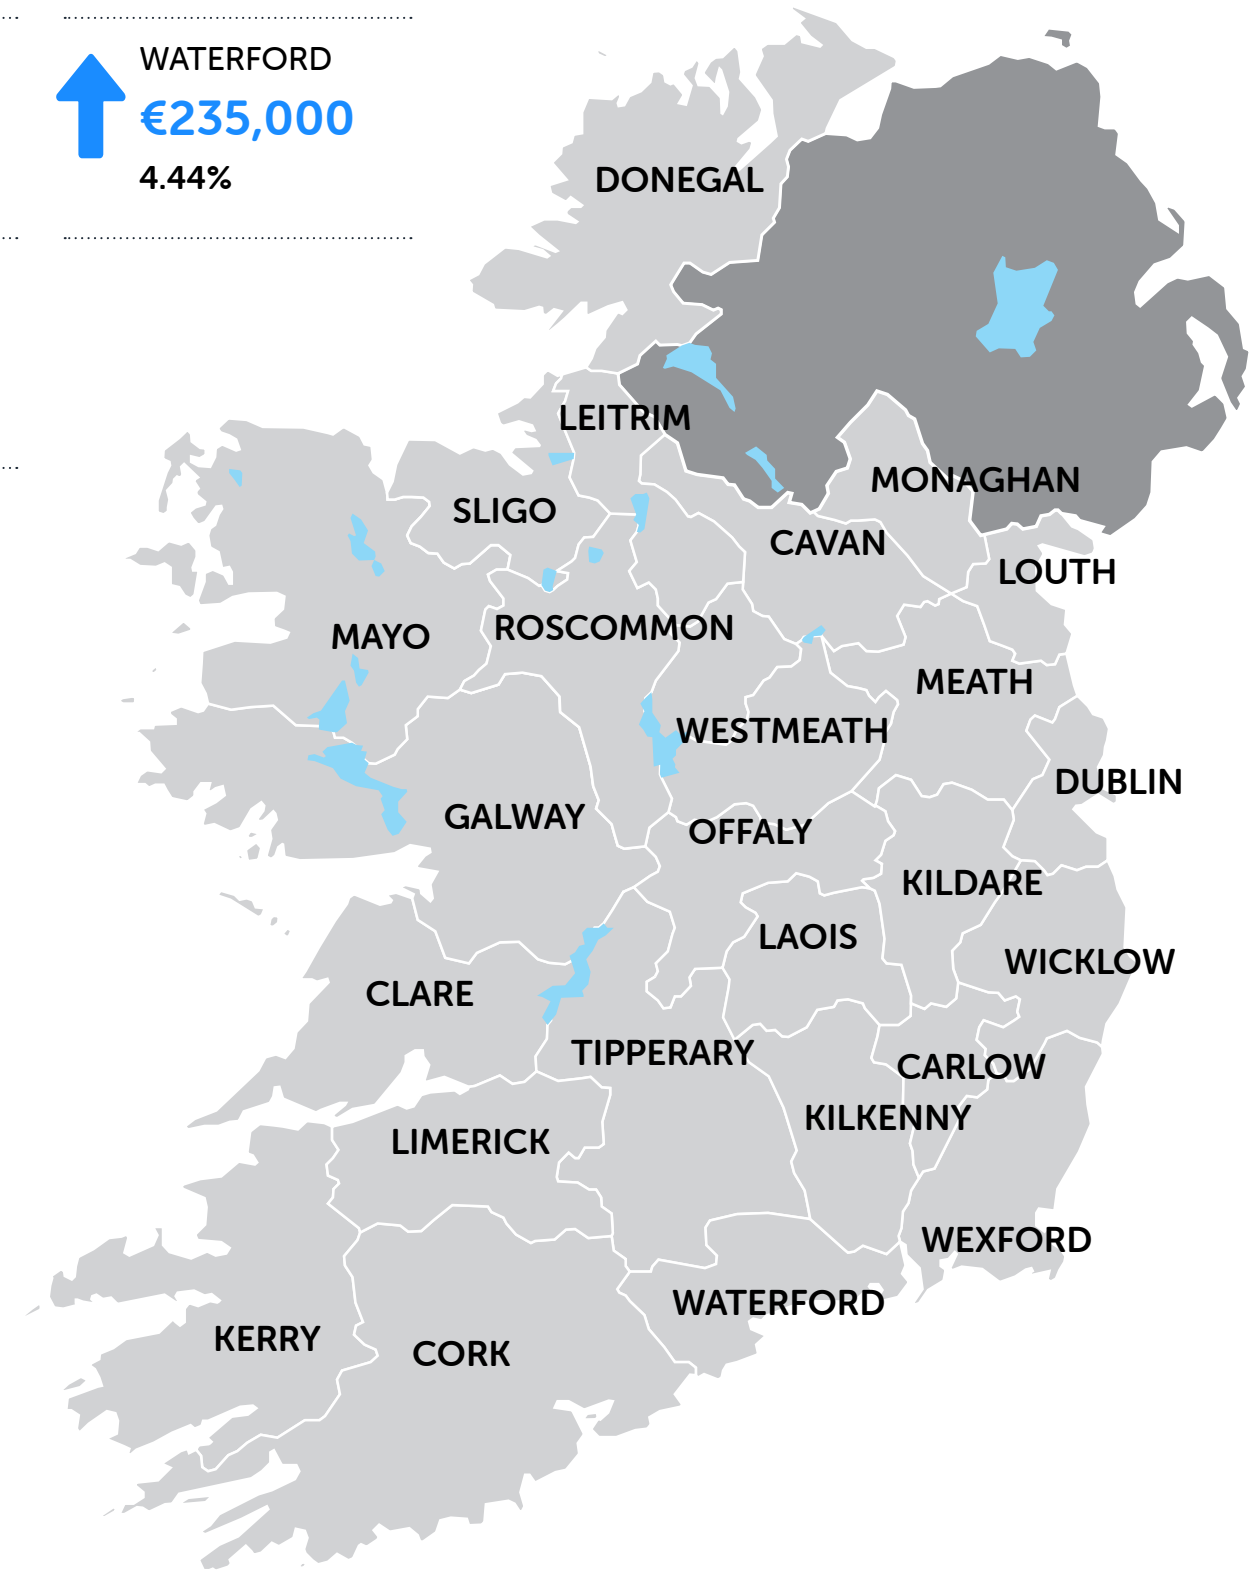 WATERFORD
€235,000
4.44%
DONEGAL
LEITRIM
MONAGHAN
SLIGO
CAVAN
LOUTH
MAYO
ROSCOMMON
MEATH
WESTMEATH
DUBLIN
GALWAY
OFFALY
KILDARE
LAOIS
WICKLOW
CLARE
TIPPERARY
CARLOW
KILKENNY
LIMERICK
WEXFORD
WATERFORD
KERRY
CORK